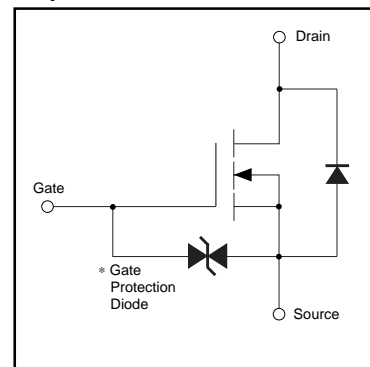 Drain
Gate
* Gate
Protection
Diode
Source